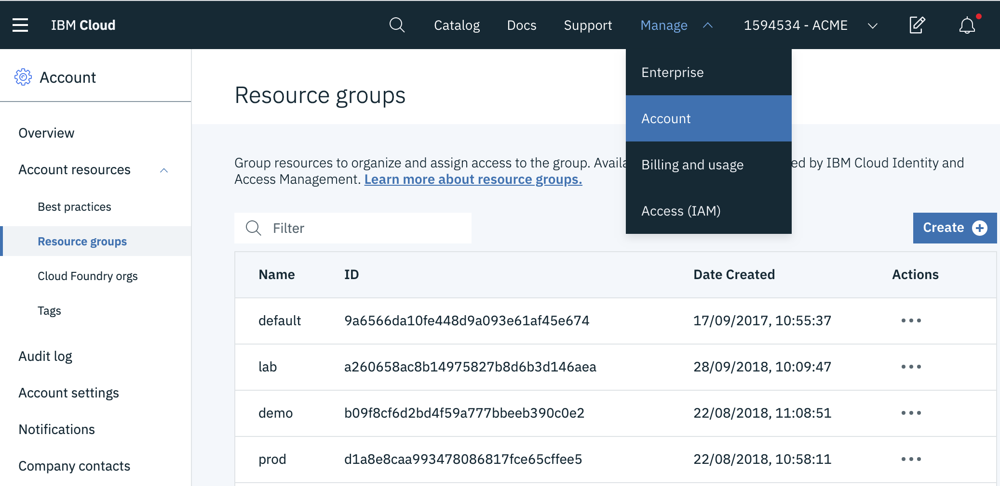 IBM Cloud
Catalog
Docs
Support
Manage
1594534 - ACME
Enterprise
Account
Billing and usage
Access (IAM)
Account
Overview
Account resources
Best practices
Resource groups
Cloud Foundry orgs
Tags
Audit log
Account settings
Notifications
Company contacts
Resource groups
Group resources to organize and assign access to the group. ed by IBM Cloud Identity and
Access Management. Learn more about resource groups.
Filter
Create
Name ID Date Created Actions
default 9a6566da10fe448d9a093e61af45e674 17/09/2017, 10:55:37
lab a260658ac8b14975827b8d6b3d146aea 28/09/2018, 10:09:47
demo b09f8cf6d2bd4f59a777bbeeb390c0e2 22/08/2018, 11:08:51
prod d1a8e8caa993478086817fce65cffee5 22/08/2018, 10:58:11